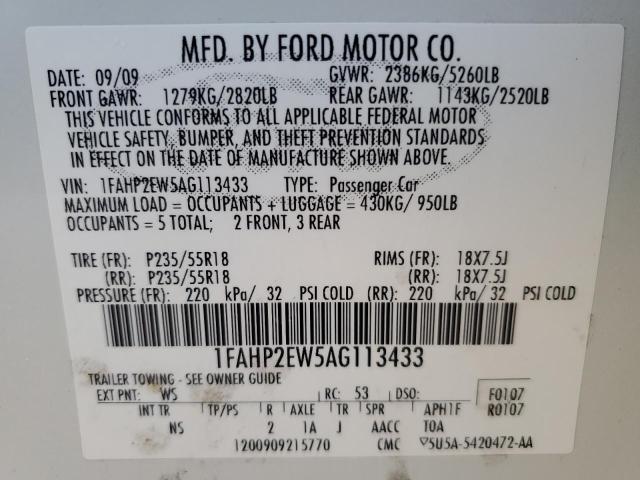 MFD. BY FORD MOTOR CO.
DATE: 09/09 GVWR: 2386KG/5260LB
FRONT GAWR: 1279KG/2820LB REAR GAWR: 1143KG/2520LB
THIS VEHICLE CONFORMS TO ALL APPLICABLE FEDERAL MOTOR
VEHICLE SAFETY, BUMPER, AND THEFT PREVENTION STANDARDS
IN EFFECT ON THE DATE OF MANUFACTURE SHOWN ABOVE.
VIN: 1FAHP2EW5AG113433 TYPE: Passenger Car
MAXIMUM LOAD = OCCUPANTS + LUGGAGE = 430KG/ 950LB
OCCUPANTS = 5 TOTAL; 2 FRONT, 3 REAR
TIRE (FR): P235/55R18 RIMS (FR): 18X7.5J
(RR): P235/55R18 (RR): 18X7.5J
PRESSURE (FR): 220 kPa/ 32 PSI COLD (RR): 220 kPa/ 32 PSI COLD
1FAHP2EW5AG113433
TRAILER TOWING - SEE OWNER GUIDE
EXT PNT: WS RC: 53 DSO: F0107
INT TR TP/PS R AXLE TR SPR APH1F R0107
NS 2 1A J AACC TOA
120090921577​0 CMC ▽5U5A-5420472-AA